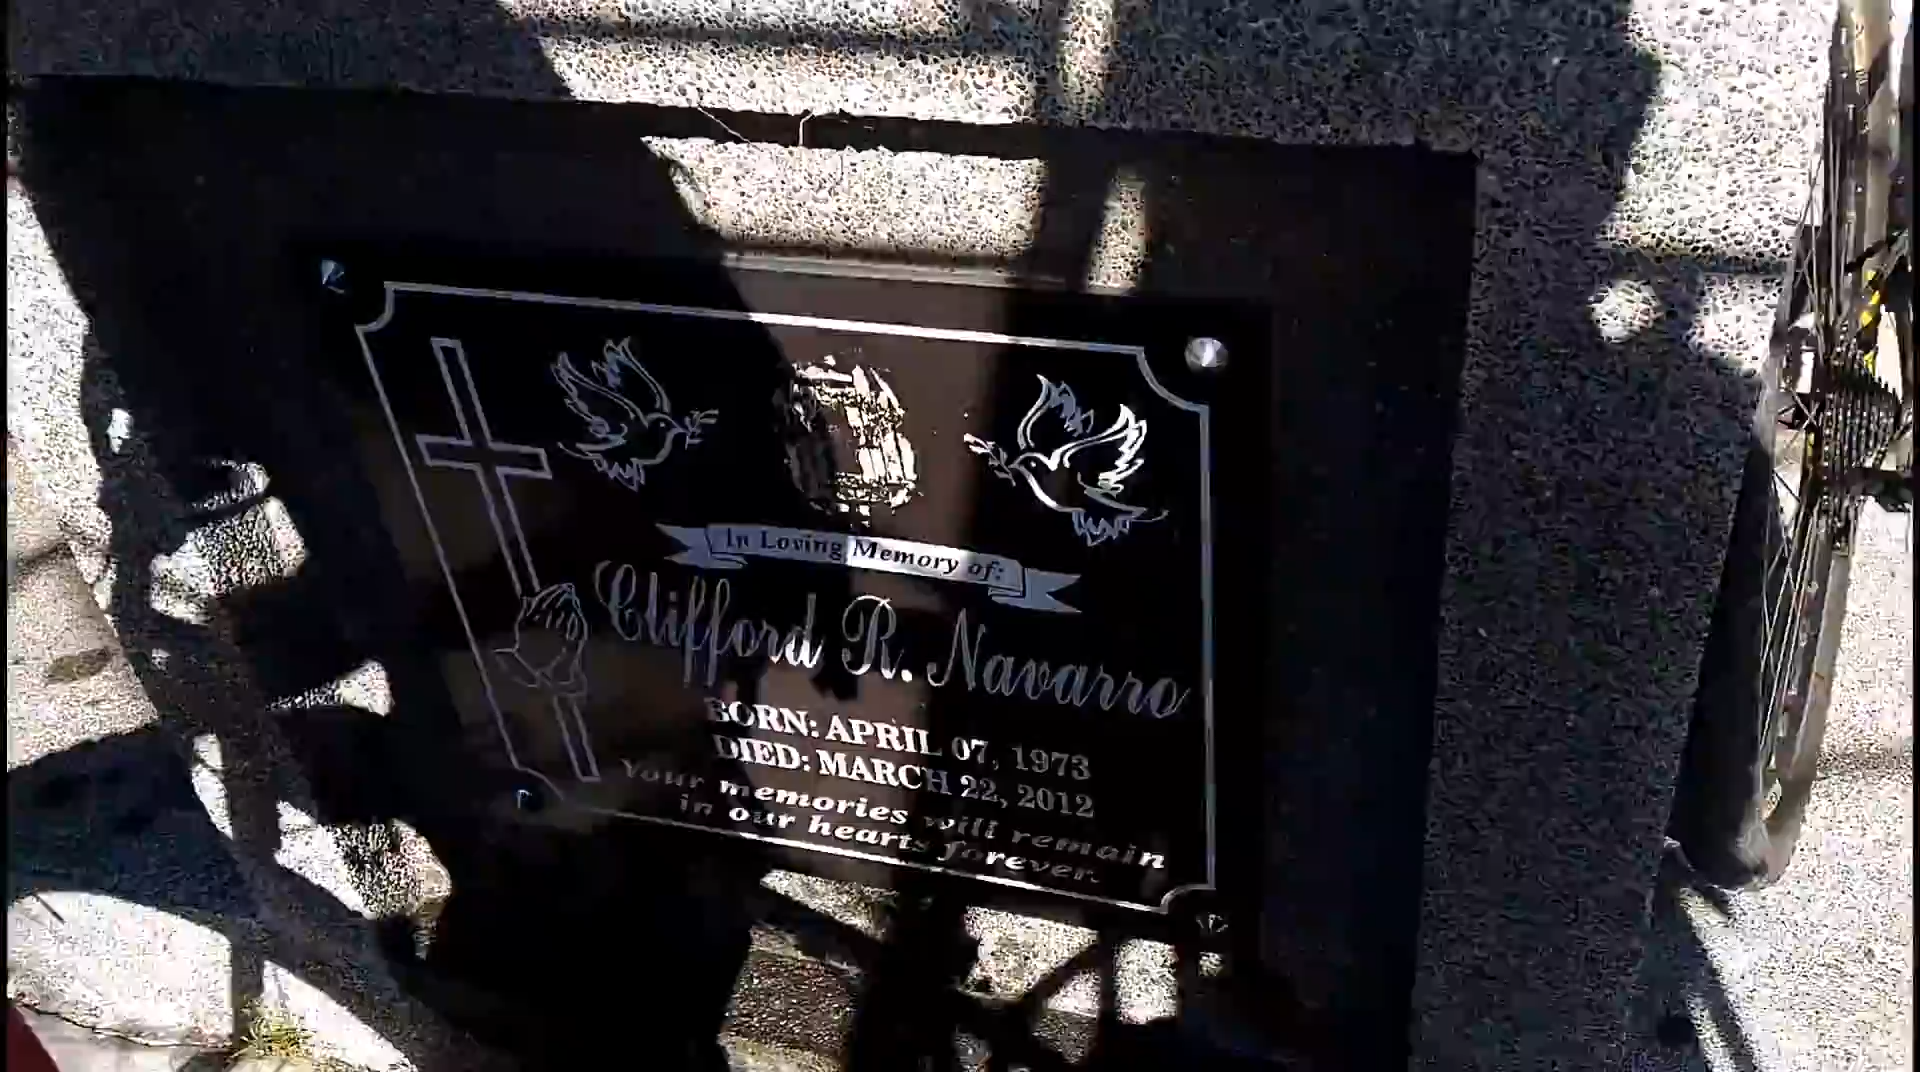 In Loving Memory of:
Clifford R. Navarro
BORN: APRIL 07, 1973
DIED: MARCH 22, 2012
Your memories will remain
in our hearts forever.